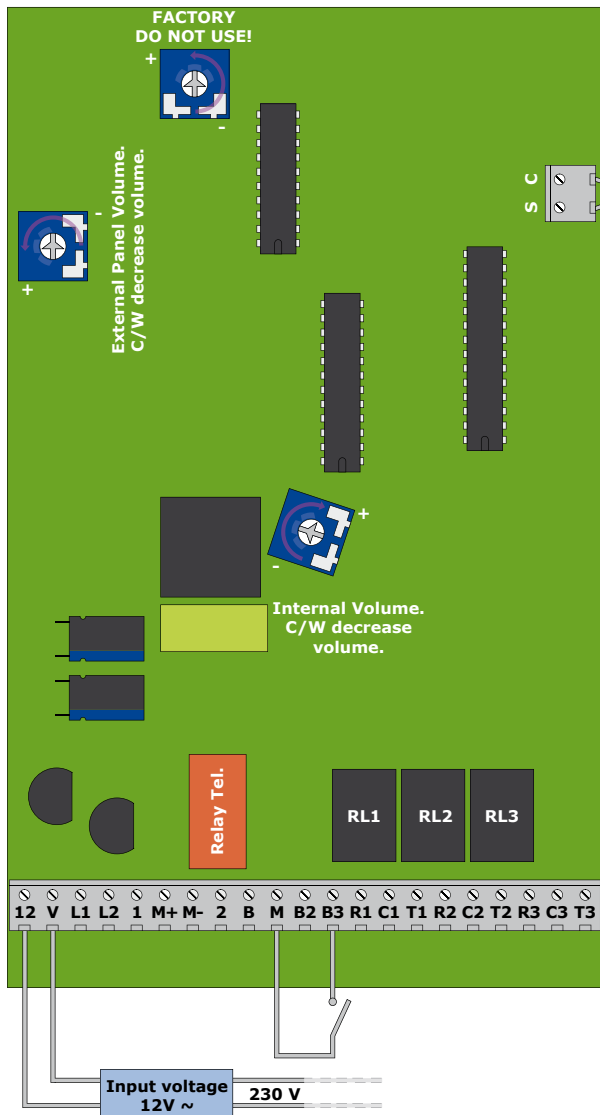 FACTORY
DO NOT USE!
+
-
C
S
-
+
External Panel Volume.
C/W decrease volume.
+
-
Internal Volume.
C/W decrease
volume.
Relay Tel.
RL1 RL2 RL3
12 V L1 L2 1 M+ M- 2 B M B2 B3 R1 C1 T1 R2 C2 T2 R3 C3 T3
Input voltage
12V ~
230 V